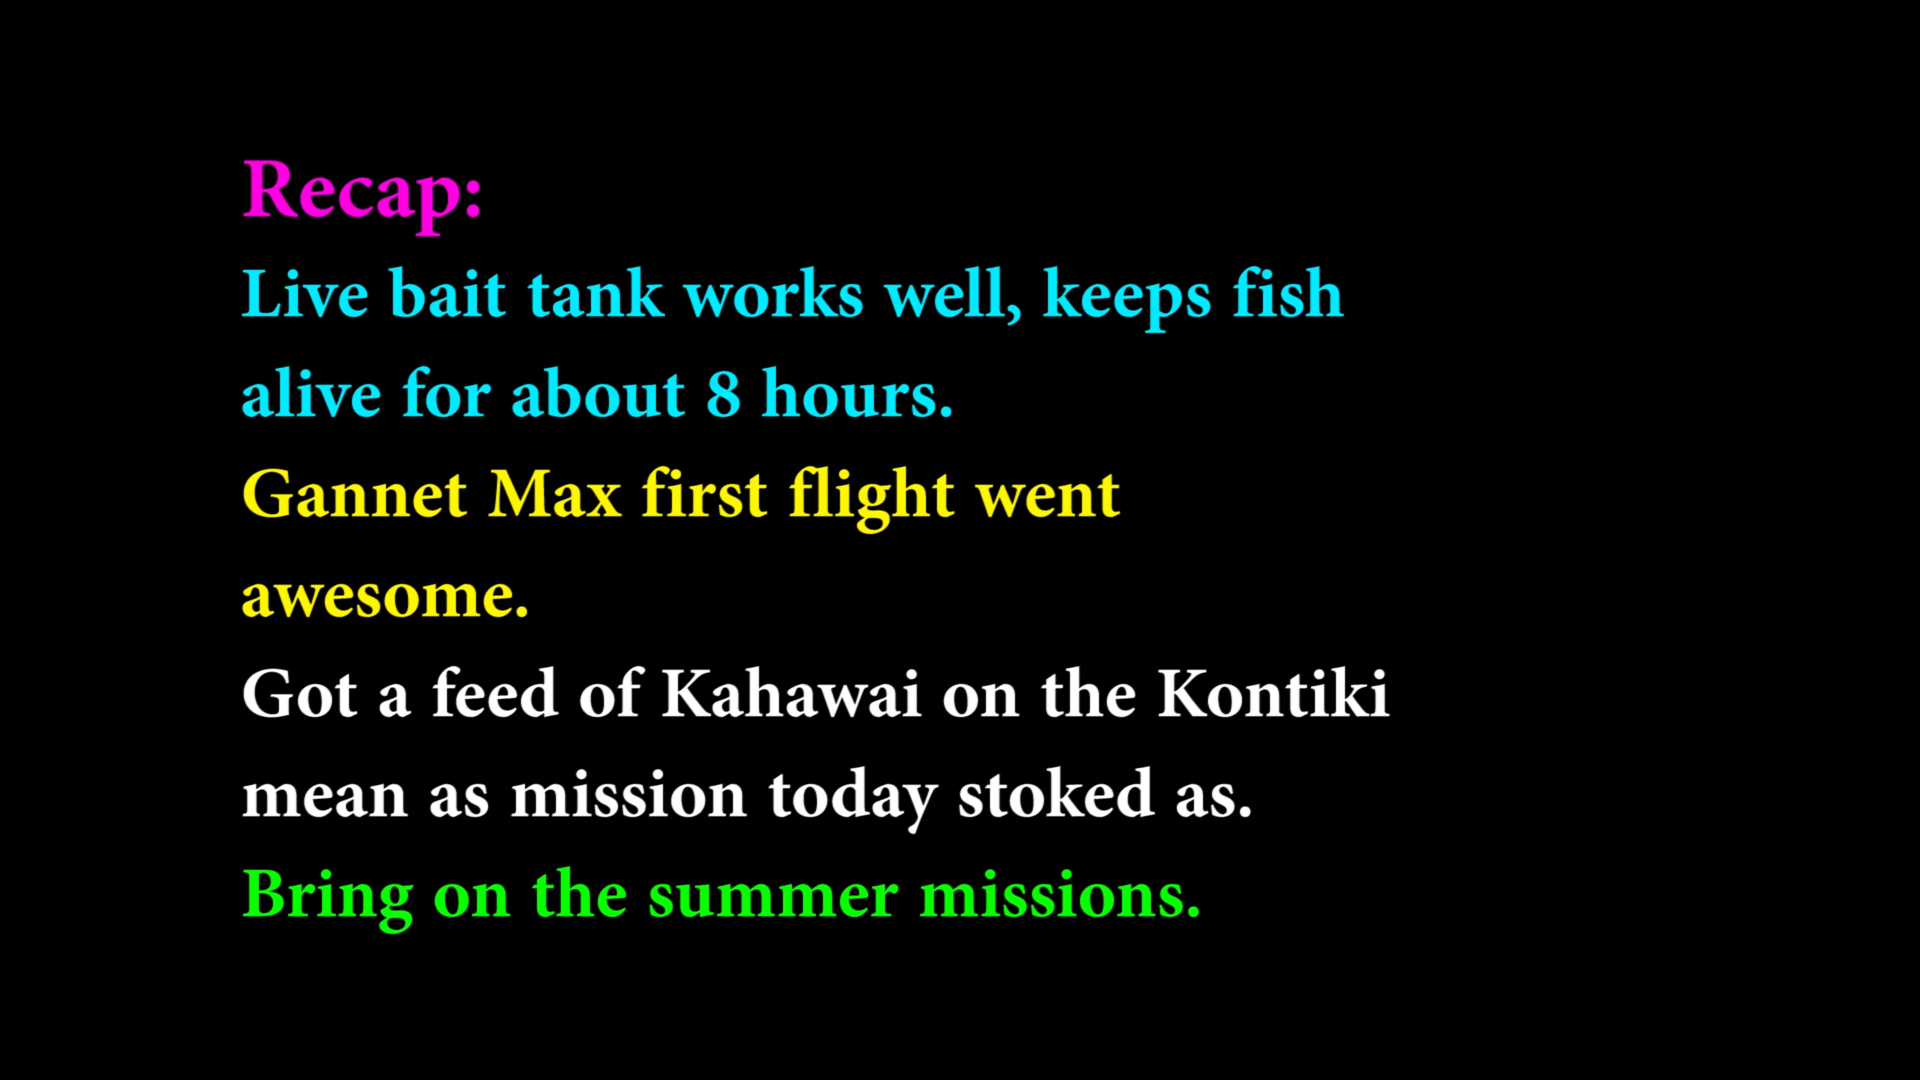 Recap:
Live bait tank works well, keeps fish
alive for about 8 hours.
Gannet Max first flight went
awesome.
Got a feed of Kahawai on the Kontiki
mean as mission today stoked as.
Bring on the summer missions.